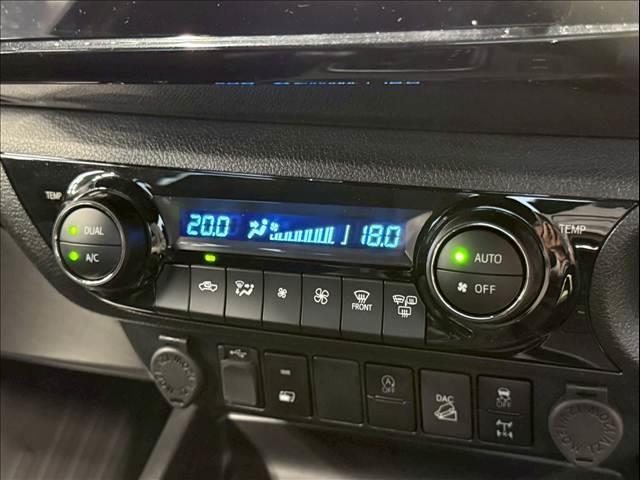 TEMP
20.0
18.0
TEMP
DUAL
A/C
AUTO
OFF
FRONT
OFF
DAC
OFF